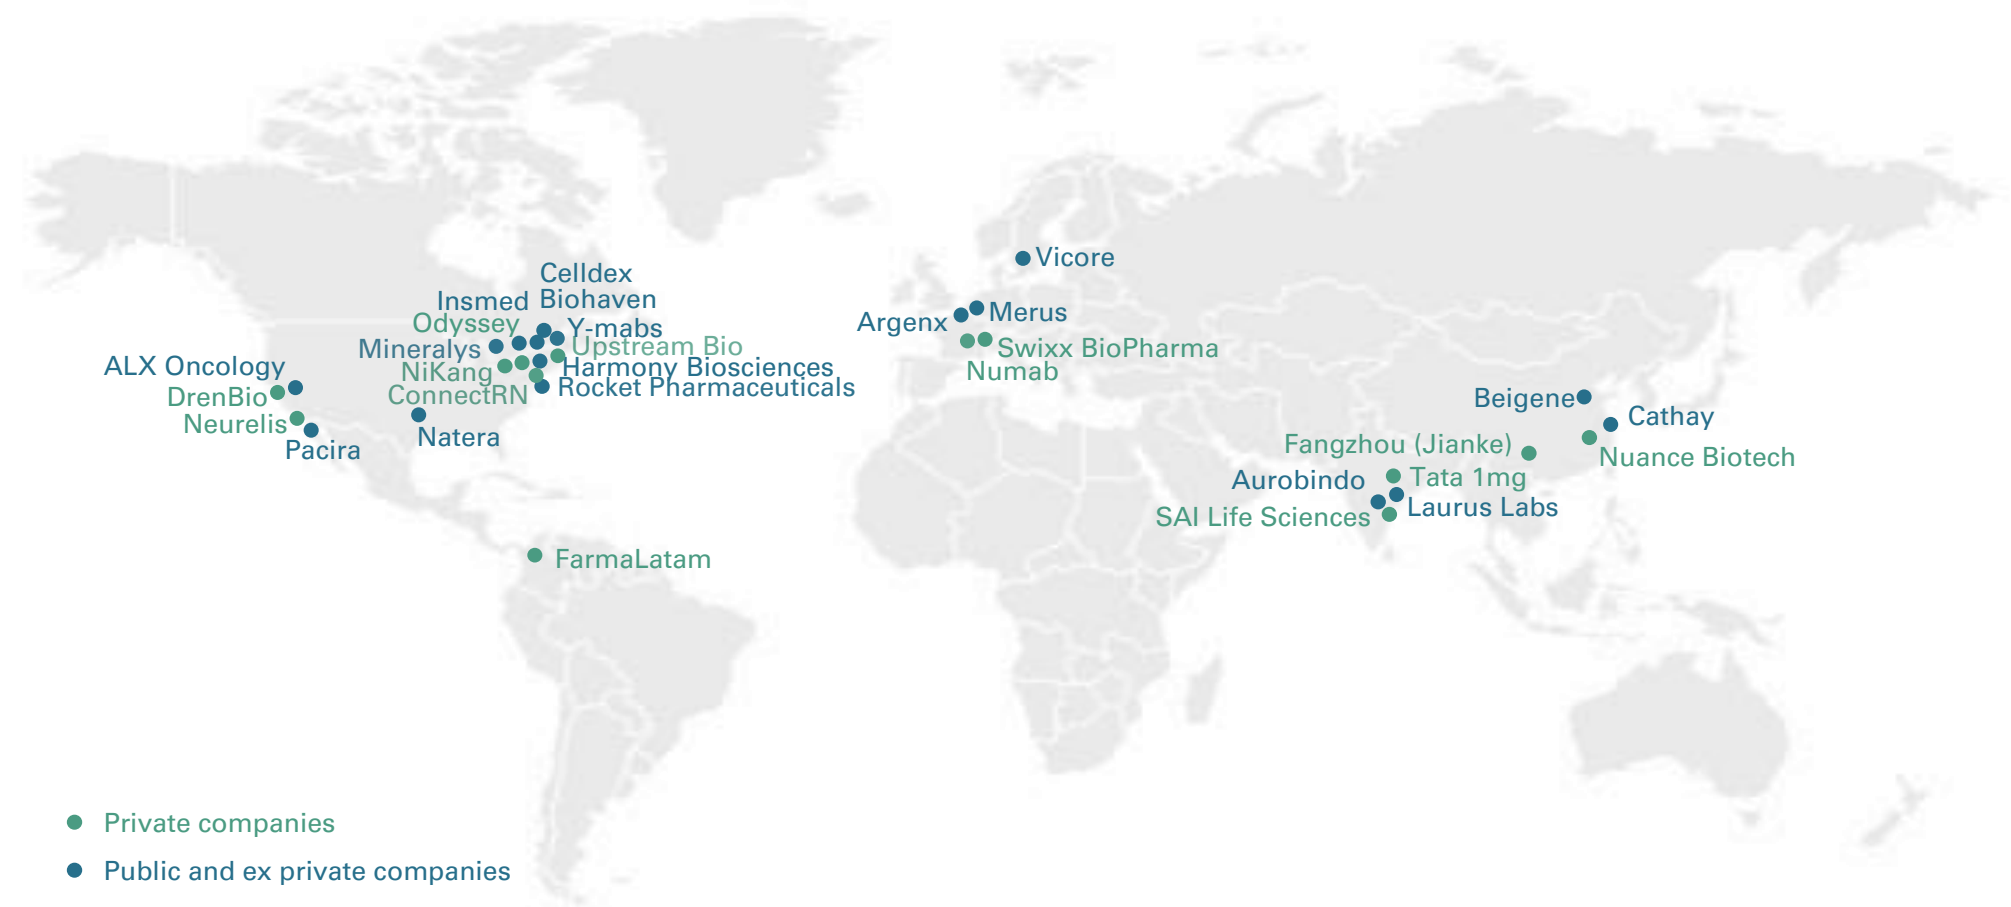 Celldex
Insmed
Biohaven
Odyssey
Y-mabs
Mineralys
Upstream Bio
NiKang
Harmony Biosciences
ConnectRN
Rocket Pharmaceuticals
ALX Oncology
DrenBio
Neurelis
Pacira
Natera
FarmaLatam
Vicore
Argenx
Merus
Swixx BioPharma
Numab
Beigene
Cathay
Fangzhou (Jianke)
Nuance Biotech
Aurobindo
Tata 1mg
SAI Life Sciences
Laurus Labs
Private companies
Public and ex private companies